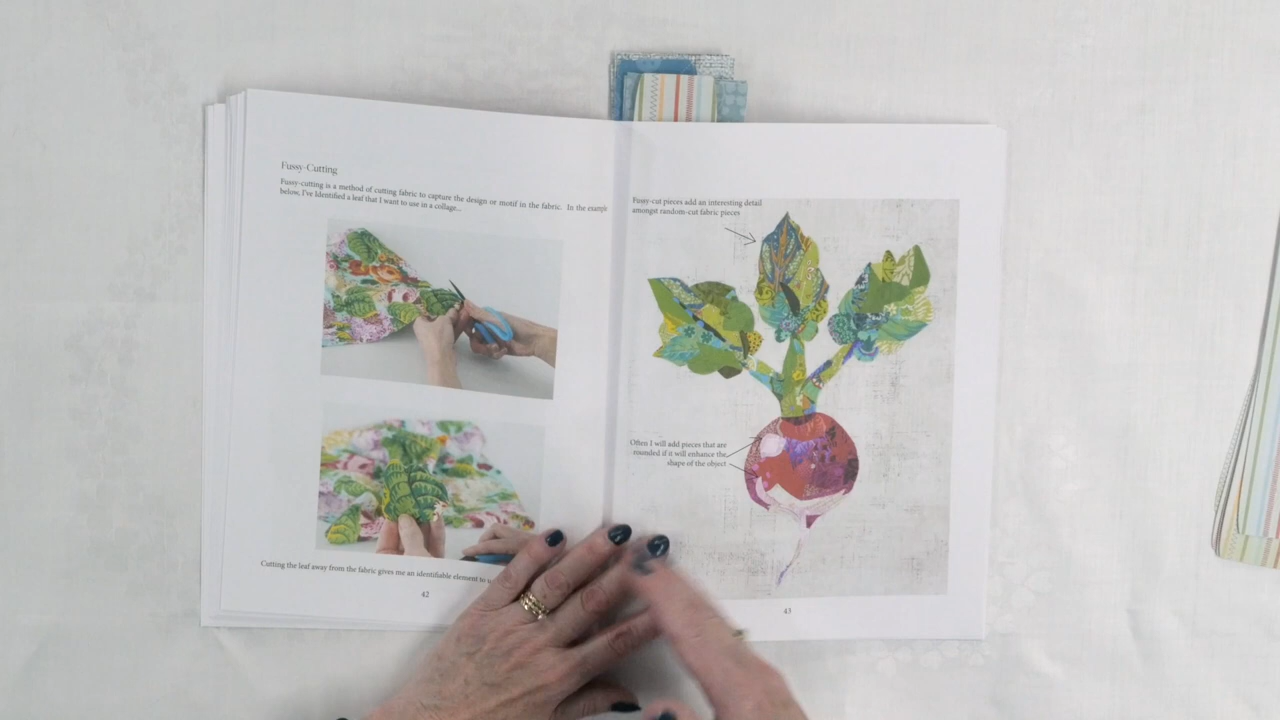 Fussy-Cutting
Fussy-cutting is a method of cutting fabric to capture the design or motif in the fabric. In the example
below, I've Identified a leaf that I want to use in a collage...
Cutting the leaf away from the fabric gives me an identifiable element to
42
Fussy-cut pieces add an interesting detail
amongst random-cut fabric pieces
Often I will add pieces that are
rounded if it will enhance the
shape of the object
43